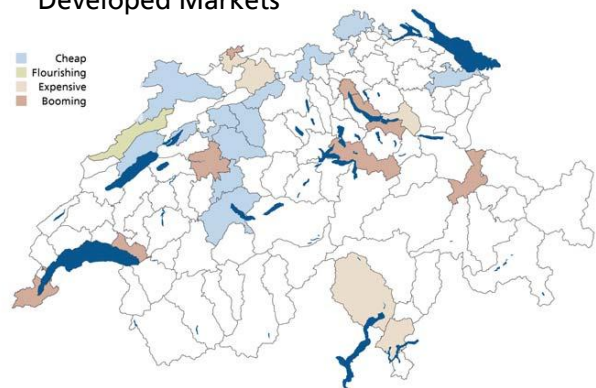 Developed Markets
Cheap
Flourishing
Expensive
Booming